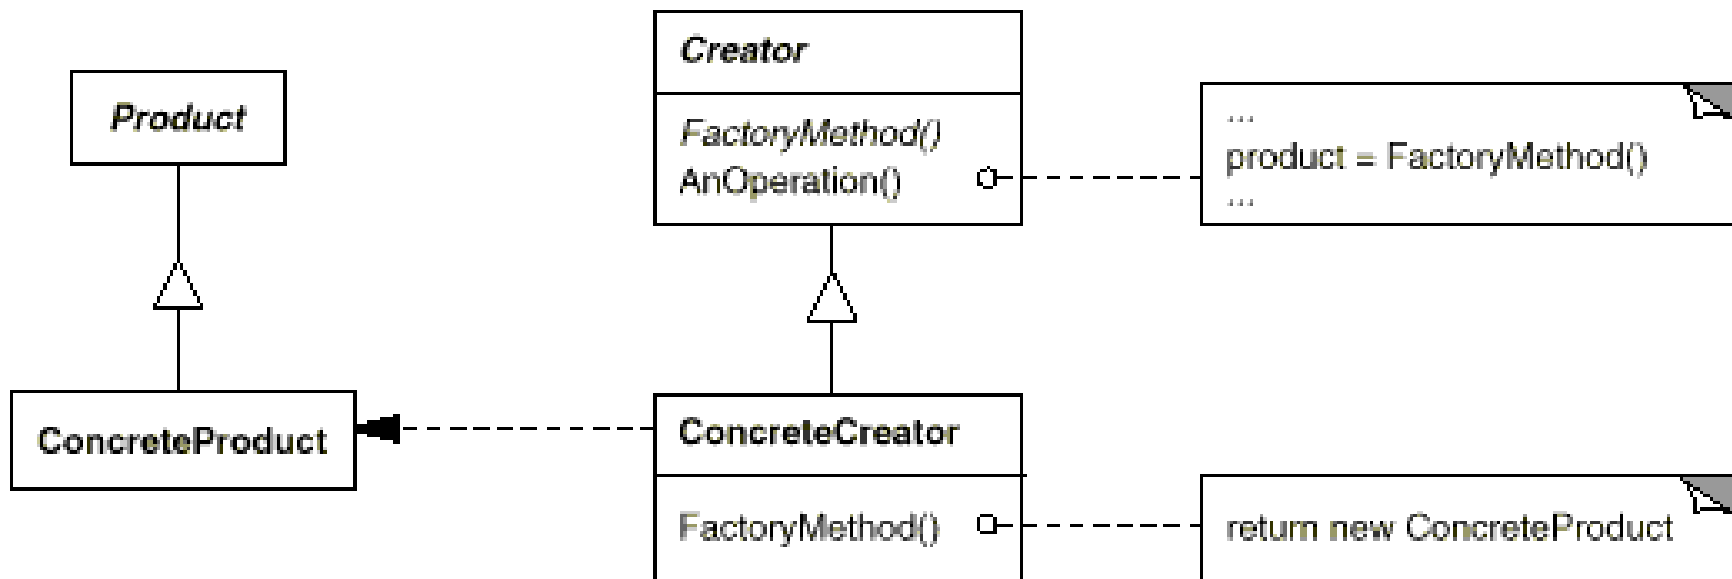 Product
ConcreteProduct
Creator
FactoryMethod()
AnOperation()
...
product = FactoryMethod()
...
ConcreteCreator
FactoryMethod()
return new ConcreteProduct